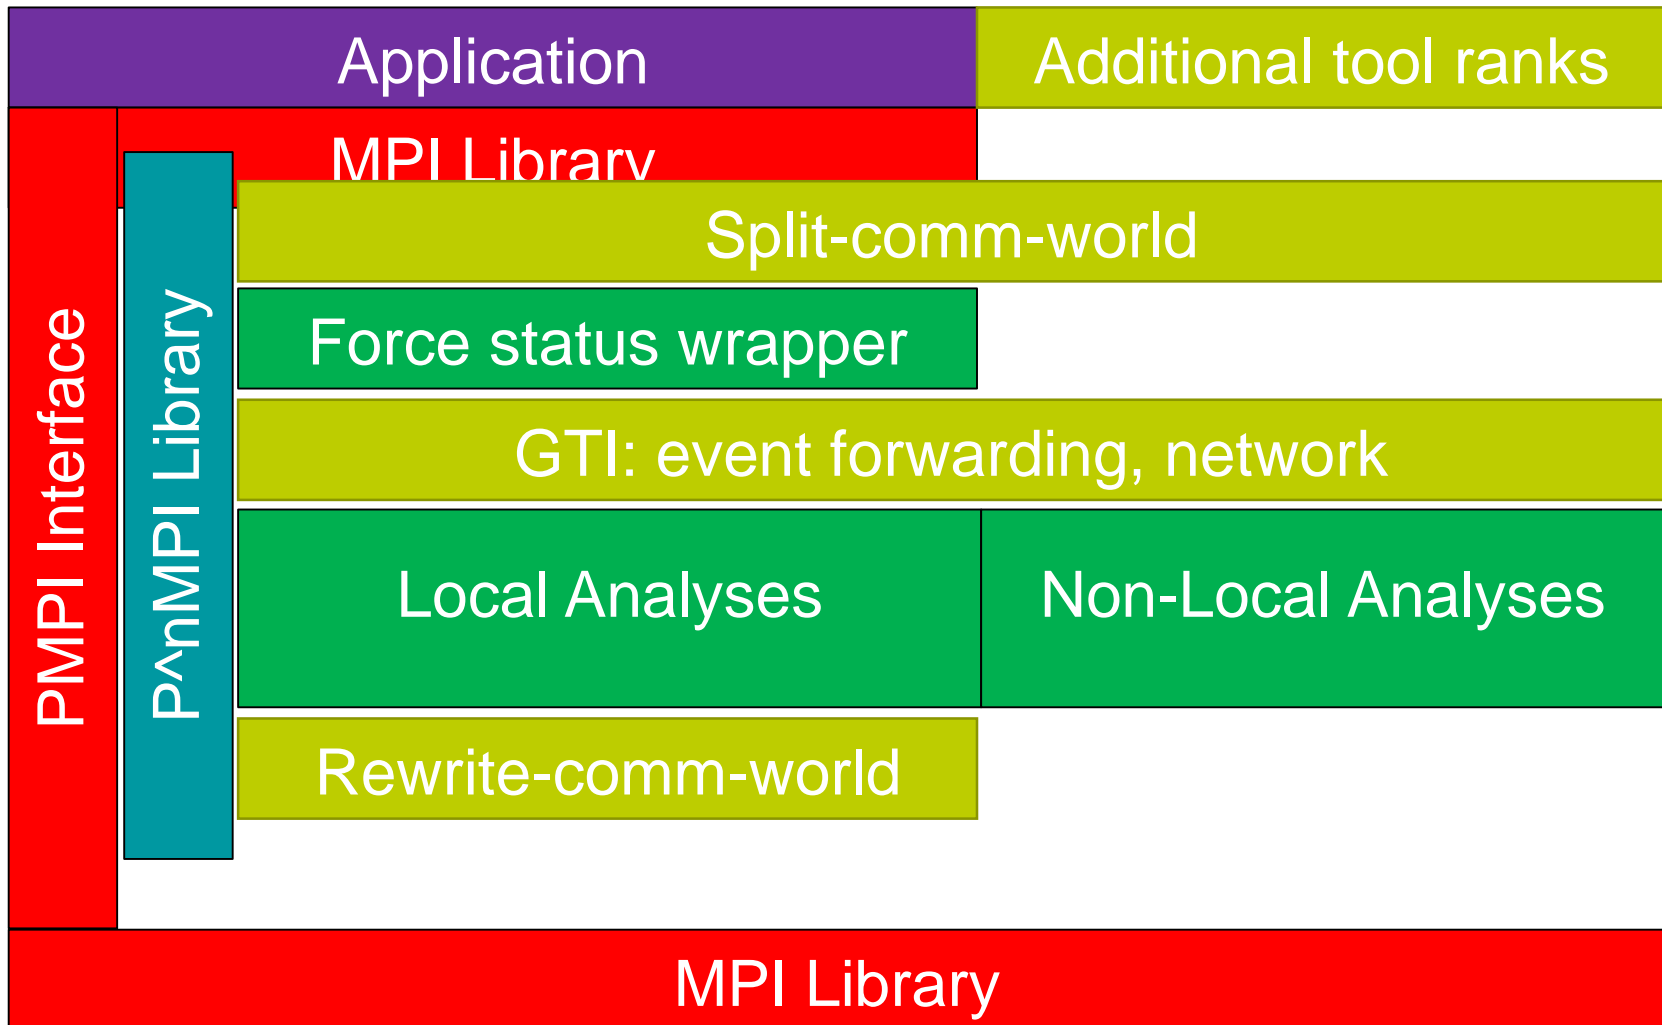 Application
Additional tool ranks
MPI Library
Split-comm-world
Force status wrapper
GTI: event forwarding, network
PMPI Interface
P^nMPI Library
Local Analyses
Non-Local Analyses
Rewrite-comm-world
MPI Library